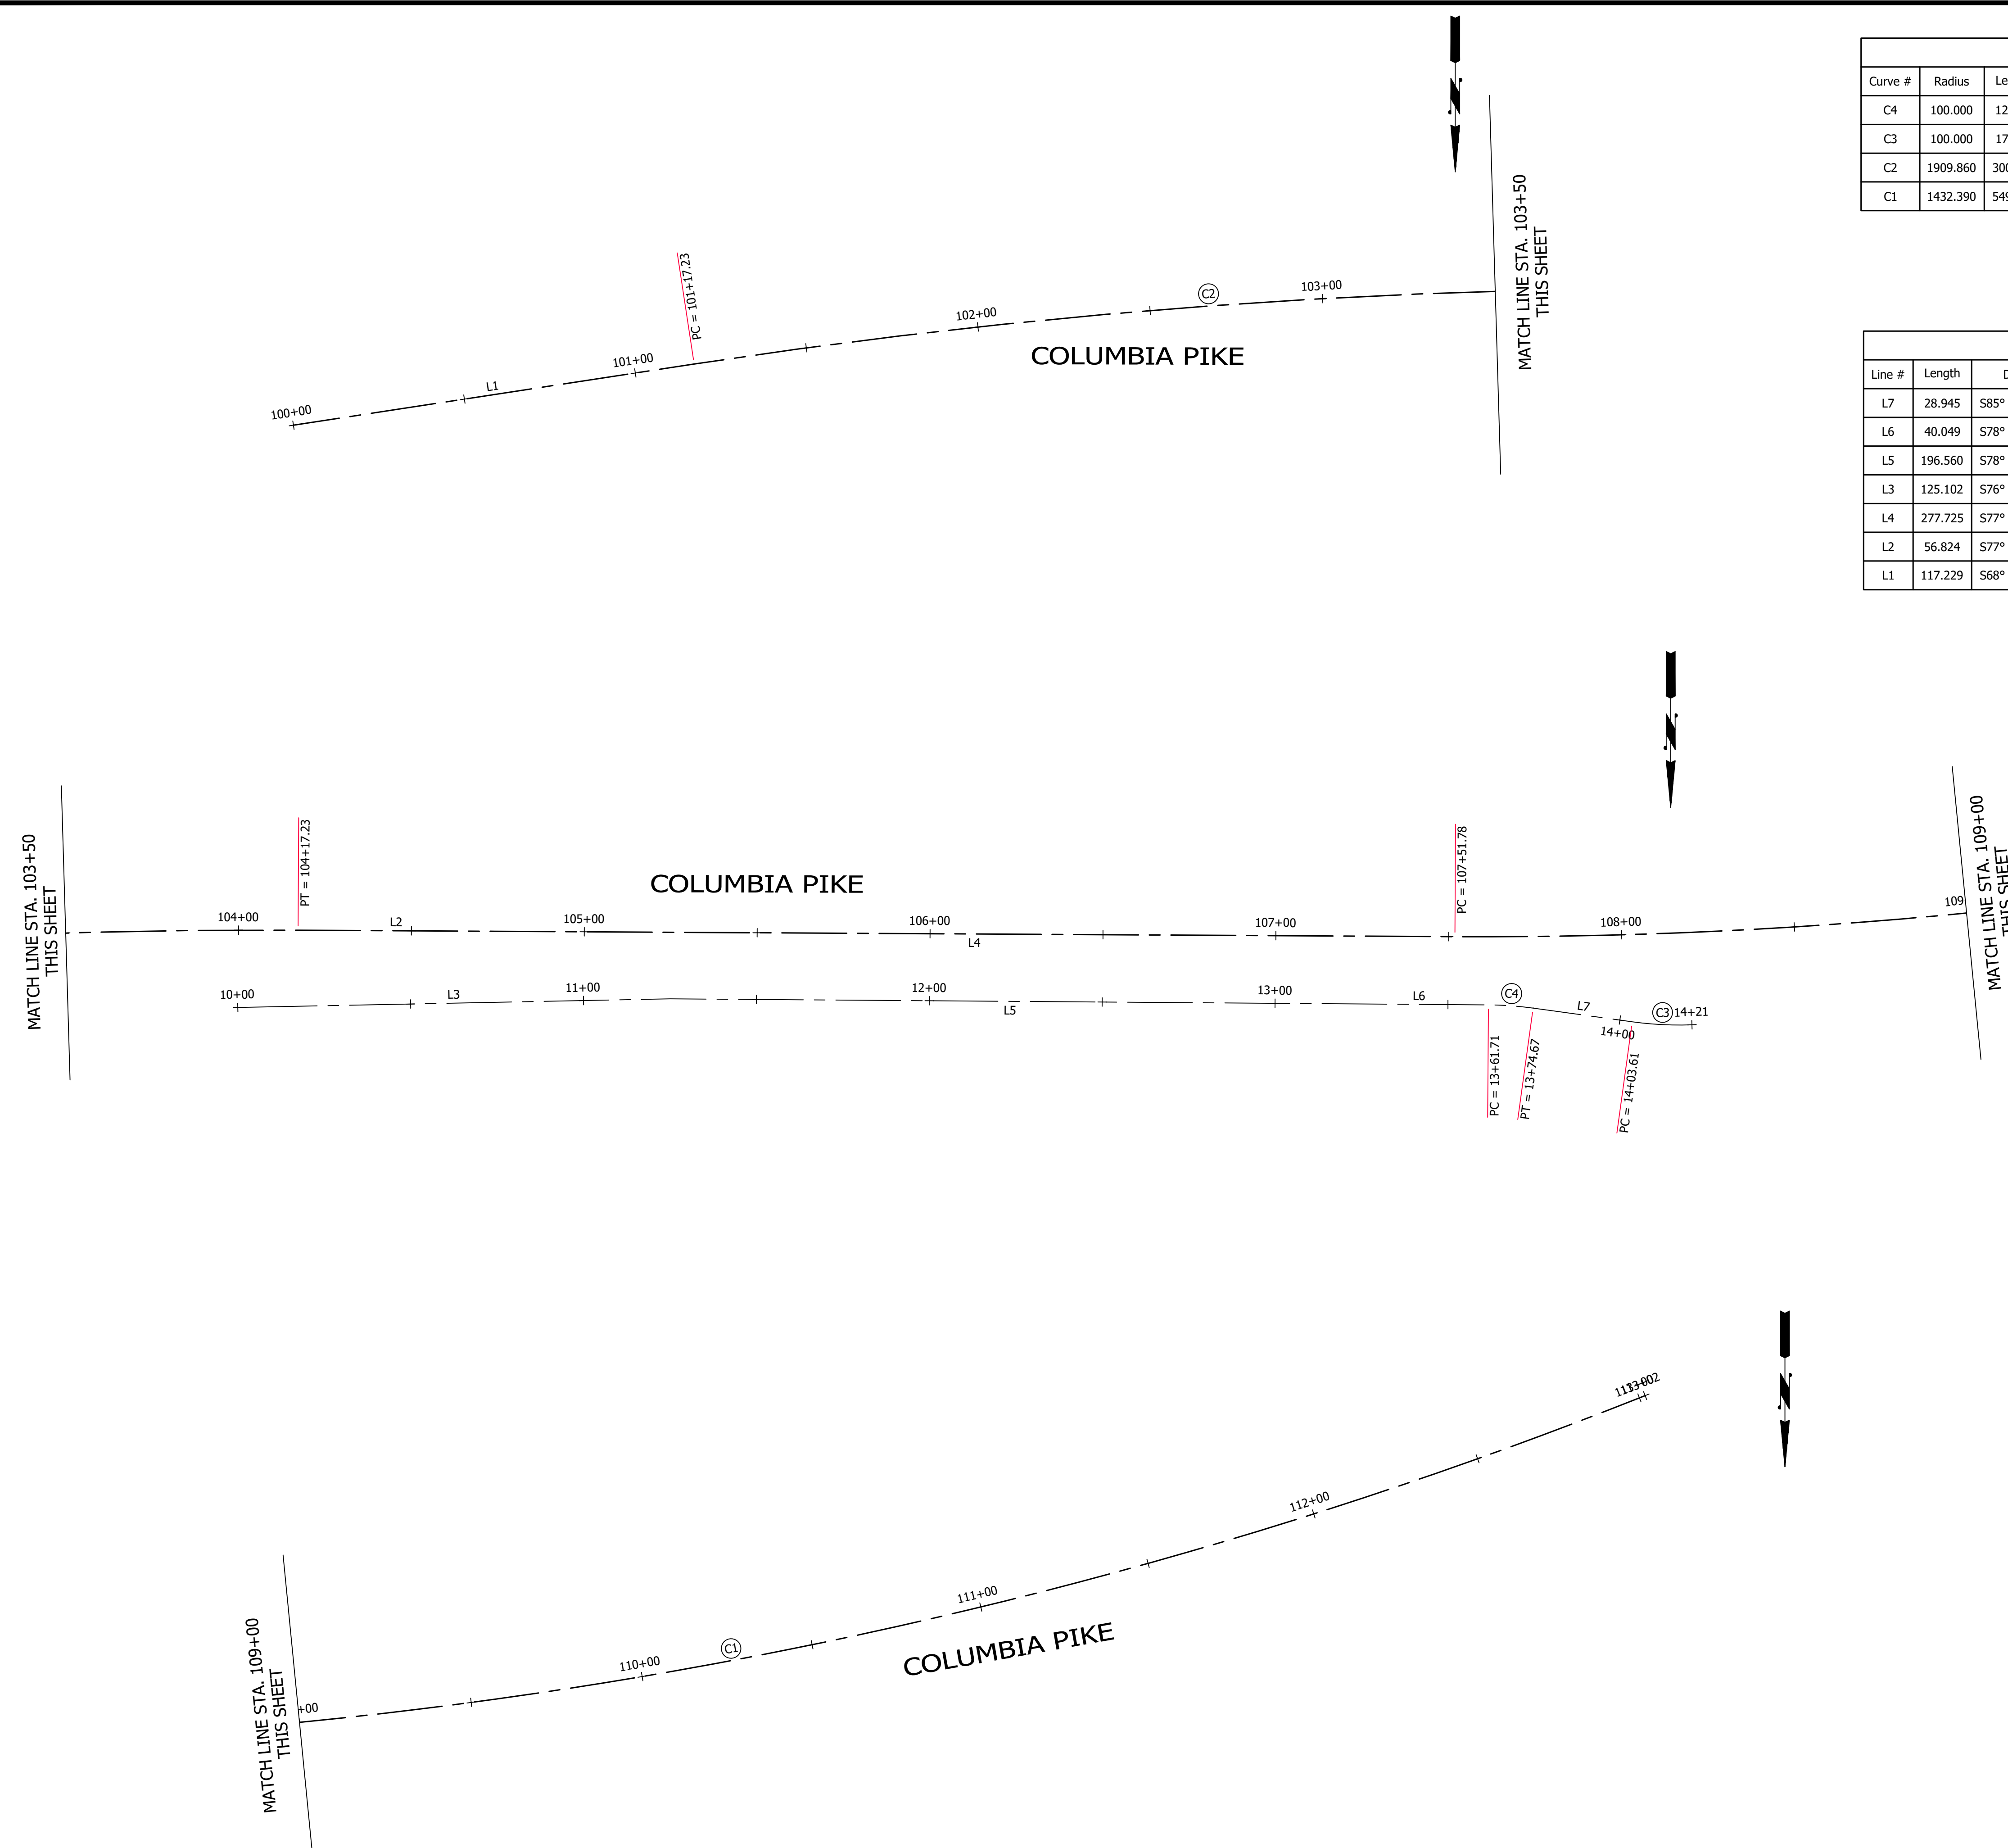 Curve # Radius
C4 100.000
C3 100.000
C2 1909.860
C1 1432.390
Line # Length
L7 28.945 S85°
L6 40.049 S78°
L5 196.560 S78°
L3 125.102 S76°
L4 277.725 S77°
L2 56.824 S77°
L1 117.229 S68°
N
100+00
L1
101+00
PC = 101+17.23
102+00
C2
103+00
COLUMBIA PIKE
MATCH LINE STA. 103+50
THIS SHEET
N
MATCH LINE STA. 103+50
THIS SHEET
104+00
PT = 104+17.23
L2
105+00
COLUMBIA PIKE
106+00
L4
107+00
PC = 107+51.78
108+00
109
MATCH LINE STA. 109+00
THIS SHEET
10+00
L3
11+00
12+00
L5
13+00
L6
C4
L7
C3
14+21
14+00
PC = 13+61.71
PT = 13+74.67
PC = 14+03.61
N
MATCH LINE STA. 109+00
THIS SHEET
+00
110+00
C1
111+00
COLUMBIA PIKE
112+00
113+00
113+02